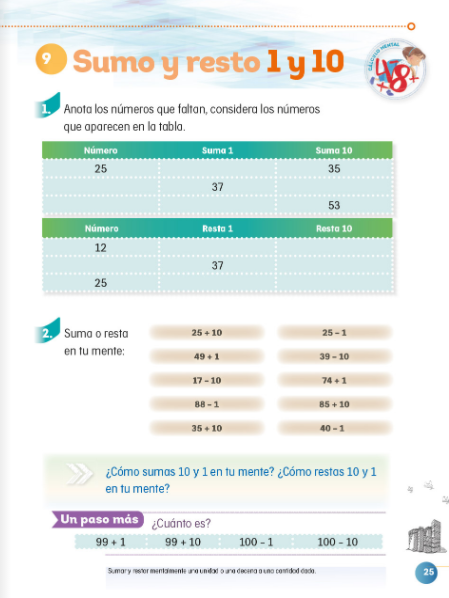 9 Sumo y resto 1 y 10
CÁLCULO MENTAL
1. Anota los números que faltan, considera los números
que aparecen en la tabla.
Número Suma 1 Suma 10
25 35
37
53
Número Resta 1 Resta 10
12
37
25
2. Suma o resta
en tu mente:
25 + 10 25 – 1
49 + 1 39 – 10
17 – 10 74 + 1
88 – 1 85 + 10
35 + 10 40 – 1
¿Cómo sumas 10 y 1 en tu mente? ¿Cómo restas 10 y 1
en tu mente?
Un paso más ¿Cuánto es?
99 + 1 99 + 10 100 – 1 100 – 10
Sumar y restar mentalmente una unidad o una decena a una cantidad dada.
25